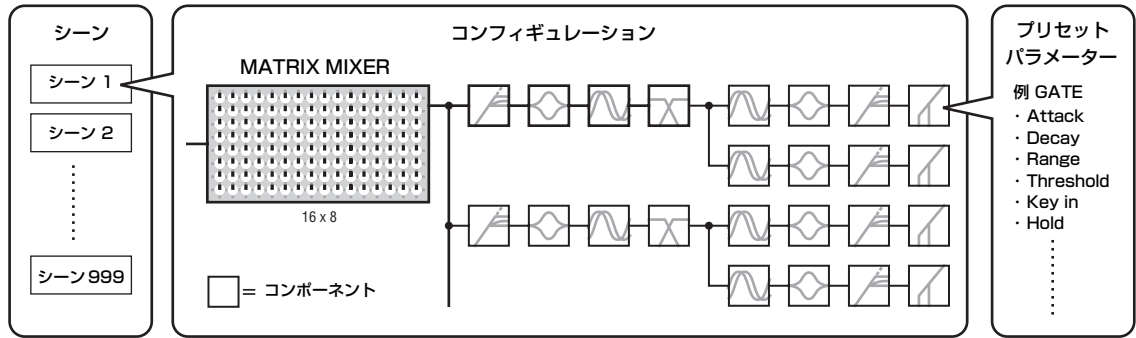 シーン
シーン 1
シーン 2
シーン 999
コンフィギュレーション
MATRIX MIXER
16 x 8
= コンポーネント
プリセット
パラメーター
例 GATE
・Attack
・Decay
・Range
・Threshold
・Key in
・Hold